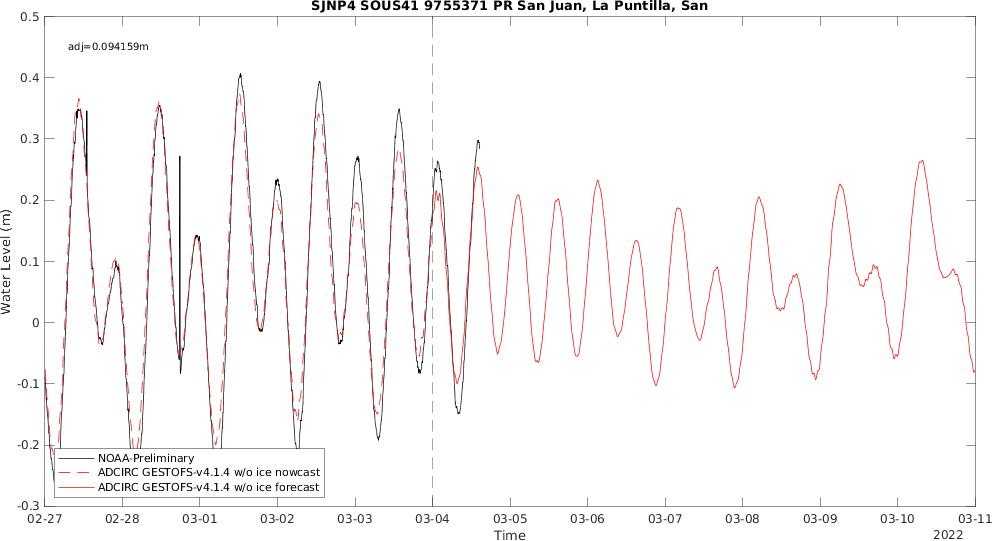 SJNP4 SOUS41 9755371 PR San Juan, La Puntilla, San
adj=0.094159m
Water Level (m)
0.5
0.4
0.3
0.2
0.1
0
-0.1
-0.2
-0.3
NOAA-Preliminary
ADCIRC GESTOFS-v4.1.4 w/o ice nowcast
ADCIRC GESTOFS-v4.1.4 w/o ice forecast
02-27 02-28 03-01 03-02 03-03 03-04 03-05 03-06 03-07 03-08 03-09 03-10 03-11
Time
2022